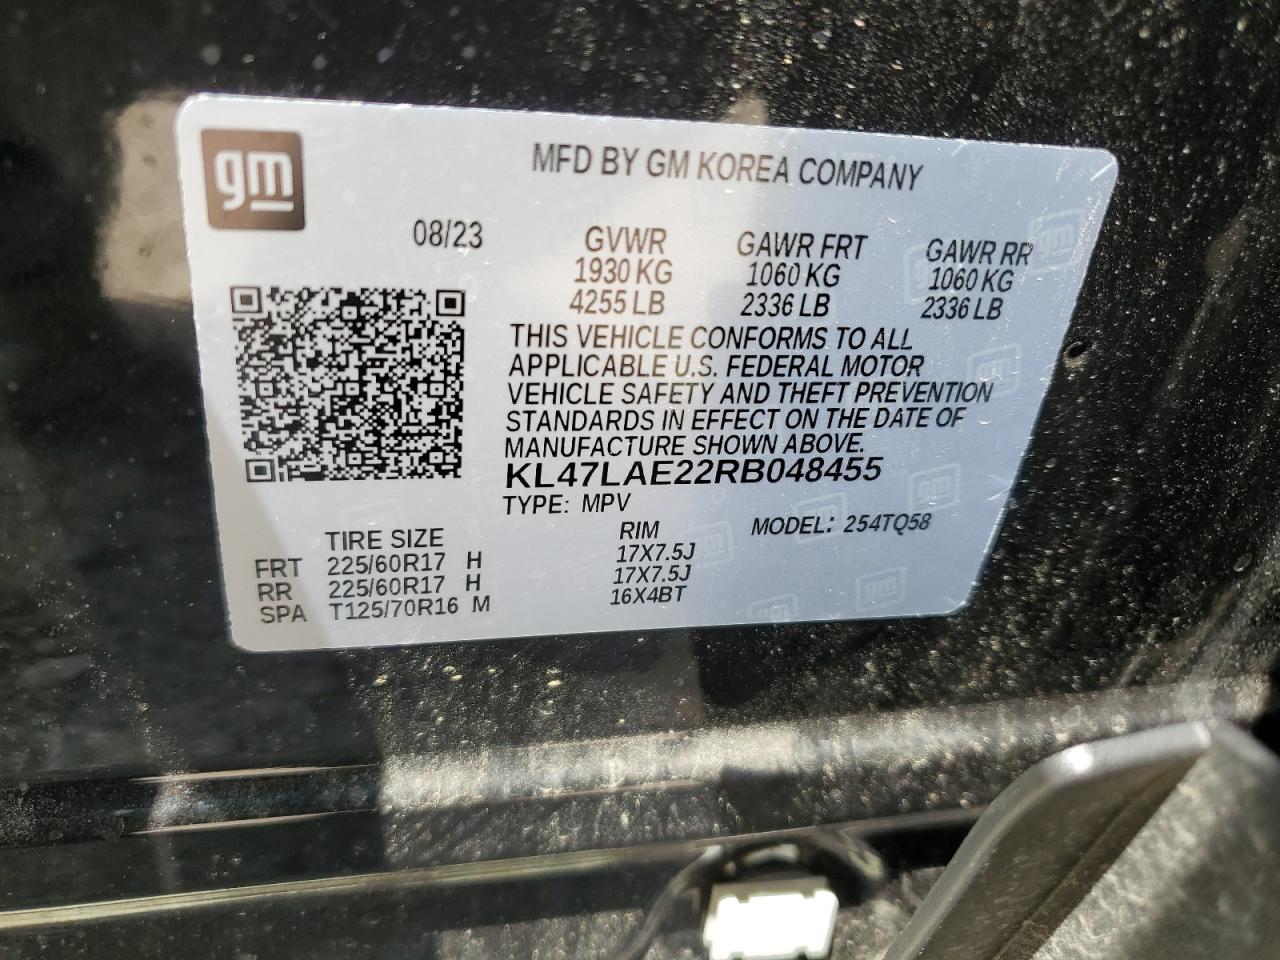 gm
MFD BY GM KOREA COMPANY
08/23 GVWR GAWR FRT GAWR RR
1930 KG 1060 KG 1060 KG
4255 LB 2336 LB 2336 LB
THIS VEHICLE CONFORMS TO ALL
APPLICABLE U.S. FEDERAL MOTOR
VEHICLE SAFETY AND THEFT PREVENTION
STANDARDS IN EFFECT ON THE DATE OF
MANUFACTURE SHOWN ABOVE.
KL47LAE22RB048455
TYPE: MPV
TIRE SIZE RIM MODEL: 254TQ58
FRT 225/60R17 H 17X7.5J
RR 225/60R17 H 17X7.5J
SPA T125/70R16 M 16X4BT